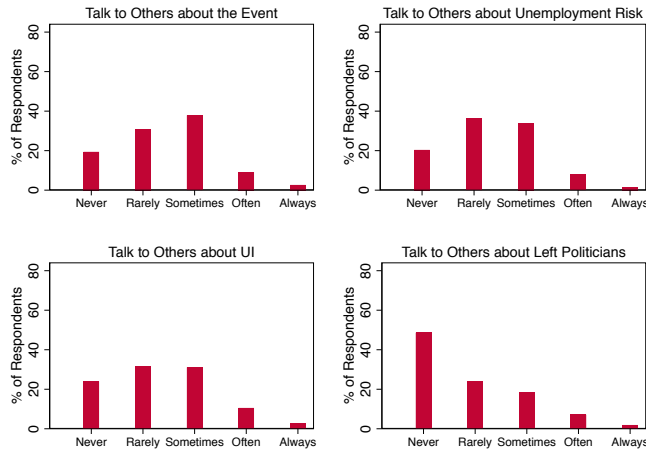 Talk to Others about the Event
% of Respondents
80
60
40
20
0
Never Rarely Sometimes Often Always
Talk to Others about Unemployment Risk
% of Respondents
80
60
40
20
0
Never Rarely Sometimes Often Always
Talk to Others about UI
% of Respondents
80
60
40
20
0
Never Rarely Sometimes Often Always
Talk to Others about Left Politicians
% of Respondents
80
60
40
20
0
Never Rarely Sometimes Often Always